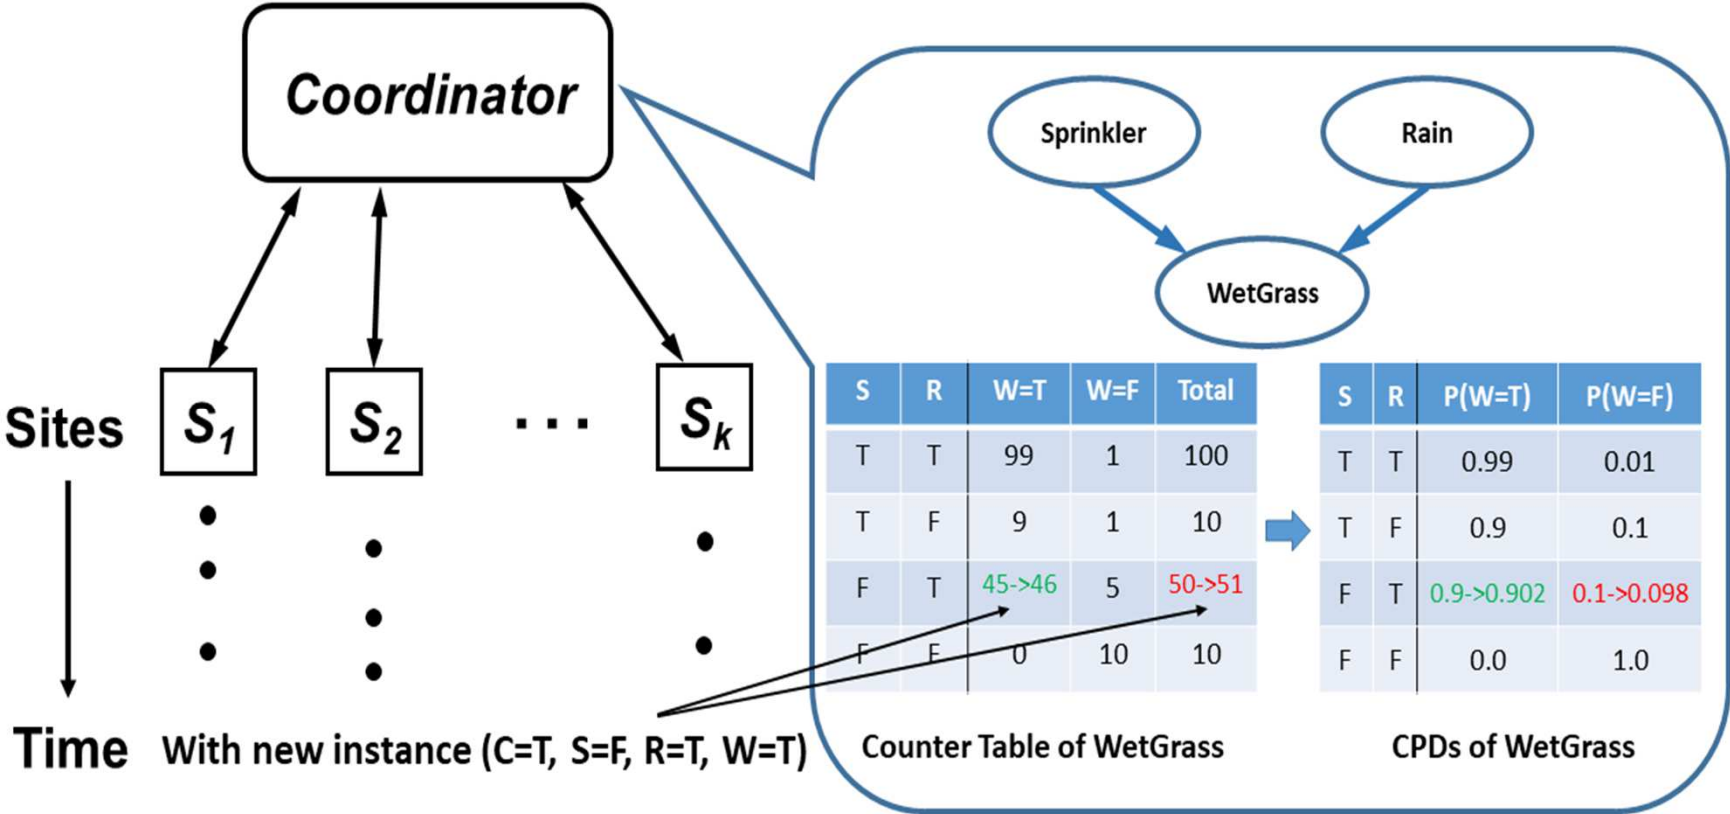 Coordinator
Sprinkler
Rain
WetGrass
Sites
S1
S2
...
Sk
S R W=T W=F Total
T T 99 1 100
T F 9 1 10
F T 45->46 5 50->51
F F 0 10 10
S R P(W=T) P(W=F)
T T 0.99 0.01
T F 0.9 0.1
F T 0.9->0.902 0.1->0.098
F F 0.0 1.0
Time
With new instance (C=T, S=F, R=T, W=T)
Counter Table of WetGrass
CPDs of WetGrass